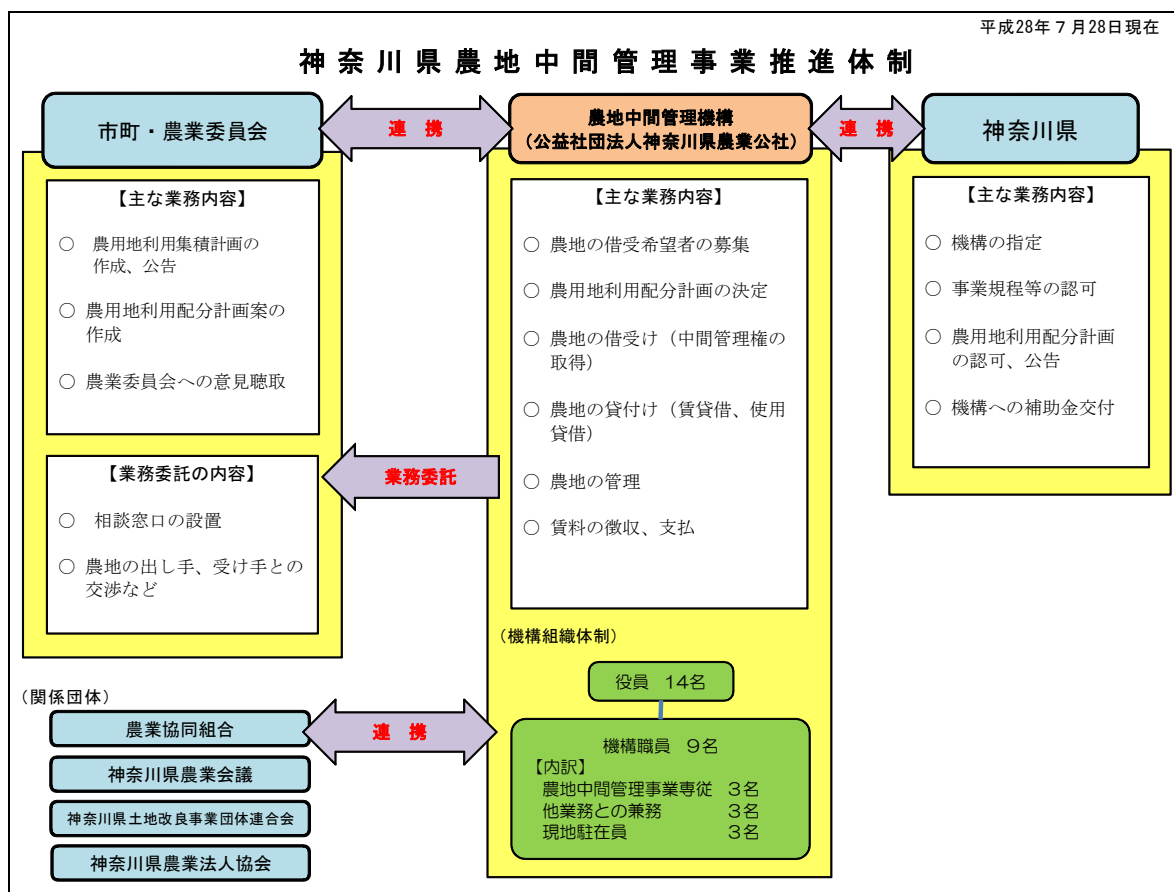 平成28年7月28日現在
神奈川県農地中間管理事業推進体制
市町・農業委員会
連 携
農地中間管理機構
(公益社団法人神奈川県農業公社)
連 携
神奈川県
【主な業務内容】
○ 農用地利用集積計画の
作成、公告
○ 農用地利用配分計画案の
作成
○ 農業委員会への意見聴取
【業務委託の内容】
○ 相談窓口の設置
○ 農地の出し手、受け手との
交渉など
業務委託
【主な業務内容】
○ 農地の借受希望者の募集
○ 農用地利用配分計画の決定
○ 農地の借受け(中間管理権の
取得)
○ 農地の貸付け(賃貸借、使用
貸借)
○ 農地の管理
○ 賃料の徴収、支払
【主な業務内容】
○ 機構の指定
○ 事業規程等の認可
○ 農用地利用配分計画
の認可、公告
○ 機構への補助金交付
(機構組織体制)
役員 14名
機構職員 9名
【内訳】
農地中間管理事業専従 3名
他業務との兼務 3名
現地駐在員 3名
(関係団体)
農業協同組合
連 携
神奈川県農業会議
神奈川県土地改良事業団体連合会
神奈川県農業法人協会